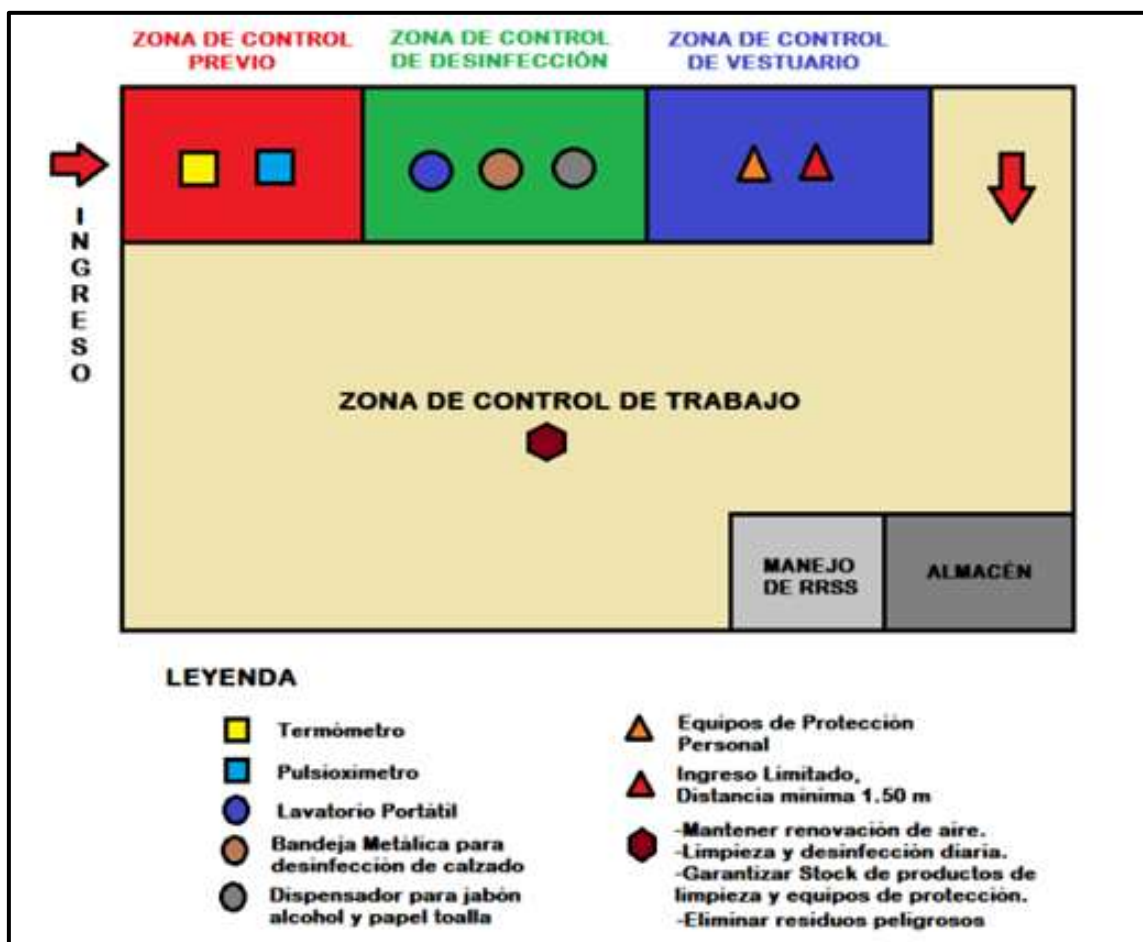 ZONA DE CONTROL
PREVIO
ZONA DE CONTROL
DE DESINFECCIÓN
ZONA DE CONTROL
DE VESTUARIO
INGRESO
ZONA DE CONTROL DE TRABAJO
MANEJO
DE RRSS
ALMACÉN
LEYENDA
Termómetro
Pulsioxímetro
Lavatorio Portátil
Bandeja Metálica para
desinfección de calzado
Dispensador para jabón
alcohol y papel toalla
Equipos de Protección
Personal
Ingreso Limitado,
Distancia mínima 1.50 m
-Mantener renovación de aire.
-Limpieza y desinfección diaria.
-Garantizar Stock de productos de
limpieza y equipos de protección.
-Eliminar residuos peligrosos